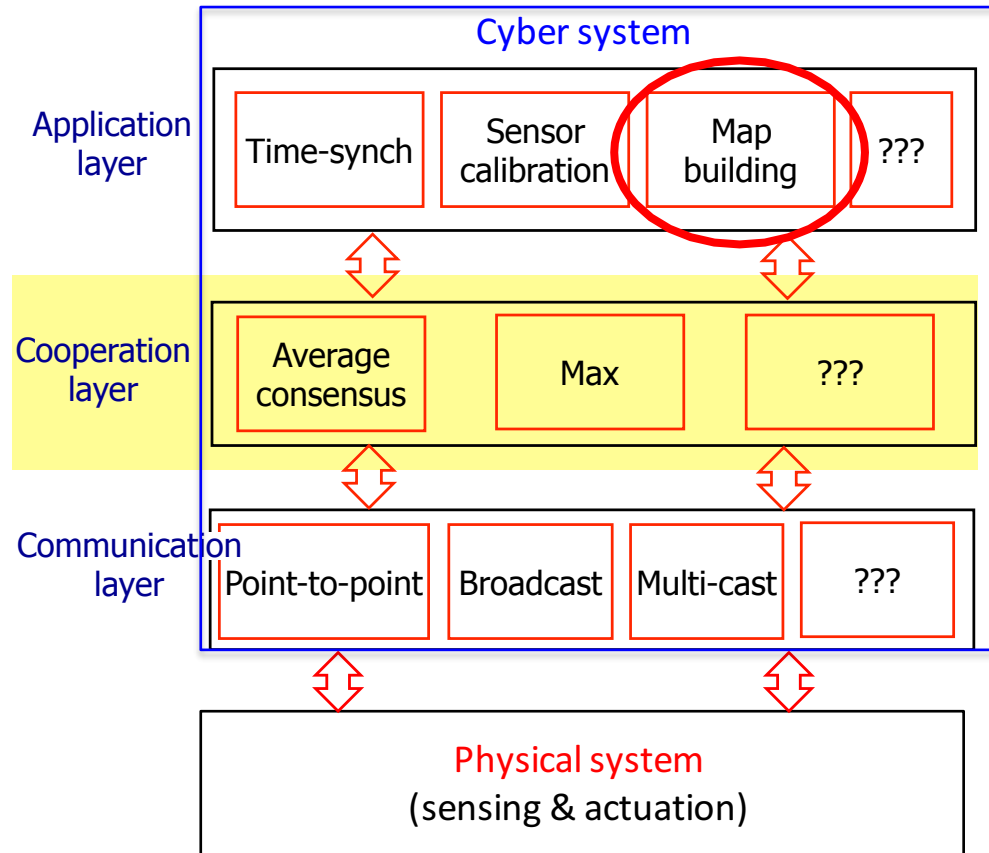 Cyber system
Application
layer
Time-synch
Sensor
calibration
Map
building
???
Cooperation
layer
Average
consensus
Max
???
Communication
layer
Point-to-point
Broadcast
Multi-cast
???
Physical system
(sensing & actuation)